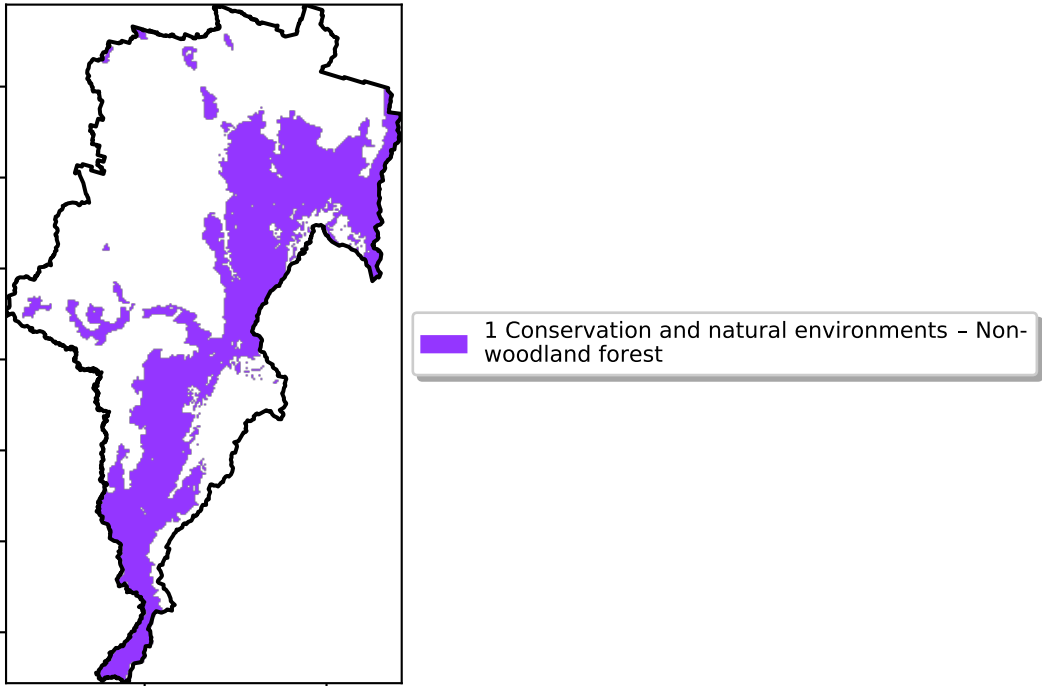 1 Conservation and natural environments – Non-
woodland forest